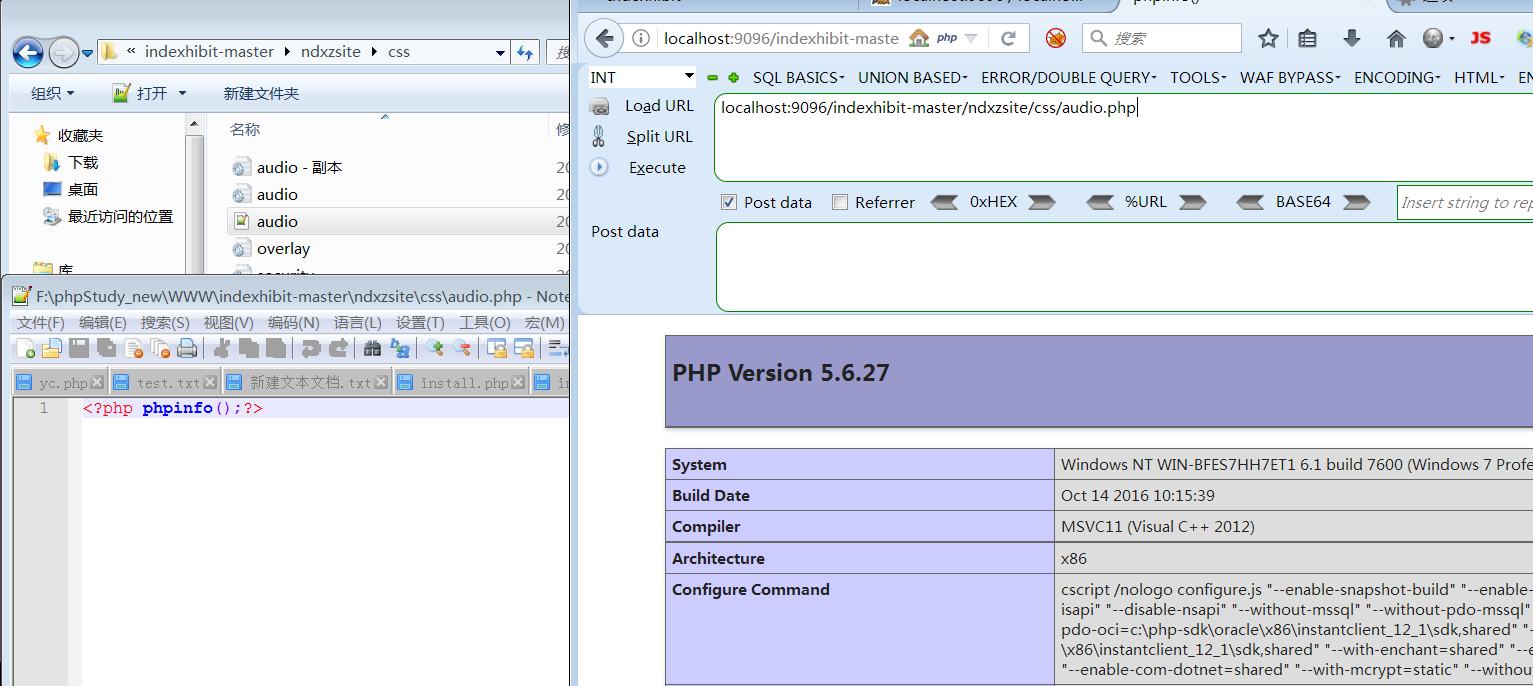 indexhibit-master ▸ ndxzsite ▸ css
组织
打开
新建文件夹
收藏夹
下载
桌面
最近访问的位置
库
名称
修
audio - 副本
audio
audio
overlay
security
20
20
20
20
F:\phpStudy_new\WWW\indexhibit-master\ndxzsite\css\audio.php - Note
文件(F) 编辑(E) 搜索(S) 视图(V) 编码(N) 语言(L) 设置(T) 工具(O) 宏(M)
yc.php test.txt 新建文本文档.txt install.php
1 <?php phpinfo();?>
localhost:9096/indexhibit-maste
php
搜索
JS
INT
SQL BASICS- UNION BASED- ERROR/DOUBLE QUERY- TOOLS- WAF BYPASS- ENCODING- HTML- EN
Load URL
Split URL
Execute
localhost:9096/indexhibit-master/ndxzsite/css/audio.php
Post data Referrer 0xHEX %URL BASE64 Insert string to rep
Post data
PHP Version 5.6.27
System Windows NT WIN-BFES7HH7ET1 6.1 build 7600 (Windows 7 Profe
Build Date Oct 14 2016 10:15:39
Compiler MSVC11 (Visual C++ 2012)
Architecture x86
Configure Command cscript /nologo configure.js "--enable-snapshot-build" "--enable-
isapi" "--disable-nsapi" "--without-mssql" "--without-pdo-mssql"
pdo-oci=c:\php-sdk\oracle\x86\instantclient_12_1\sdk,shared" "-
\x86\instantclient_12_1\sdk,shared" "--with-enchant=shared" "--e
"--enable-com-dotnet=shared" "--with-mcrypt=static" "--withou